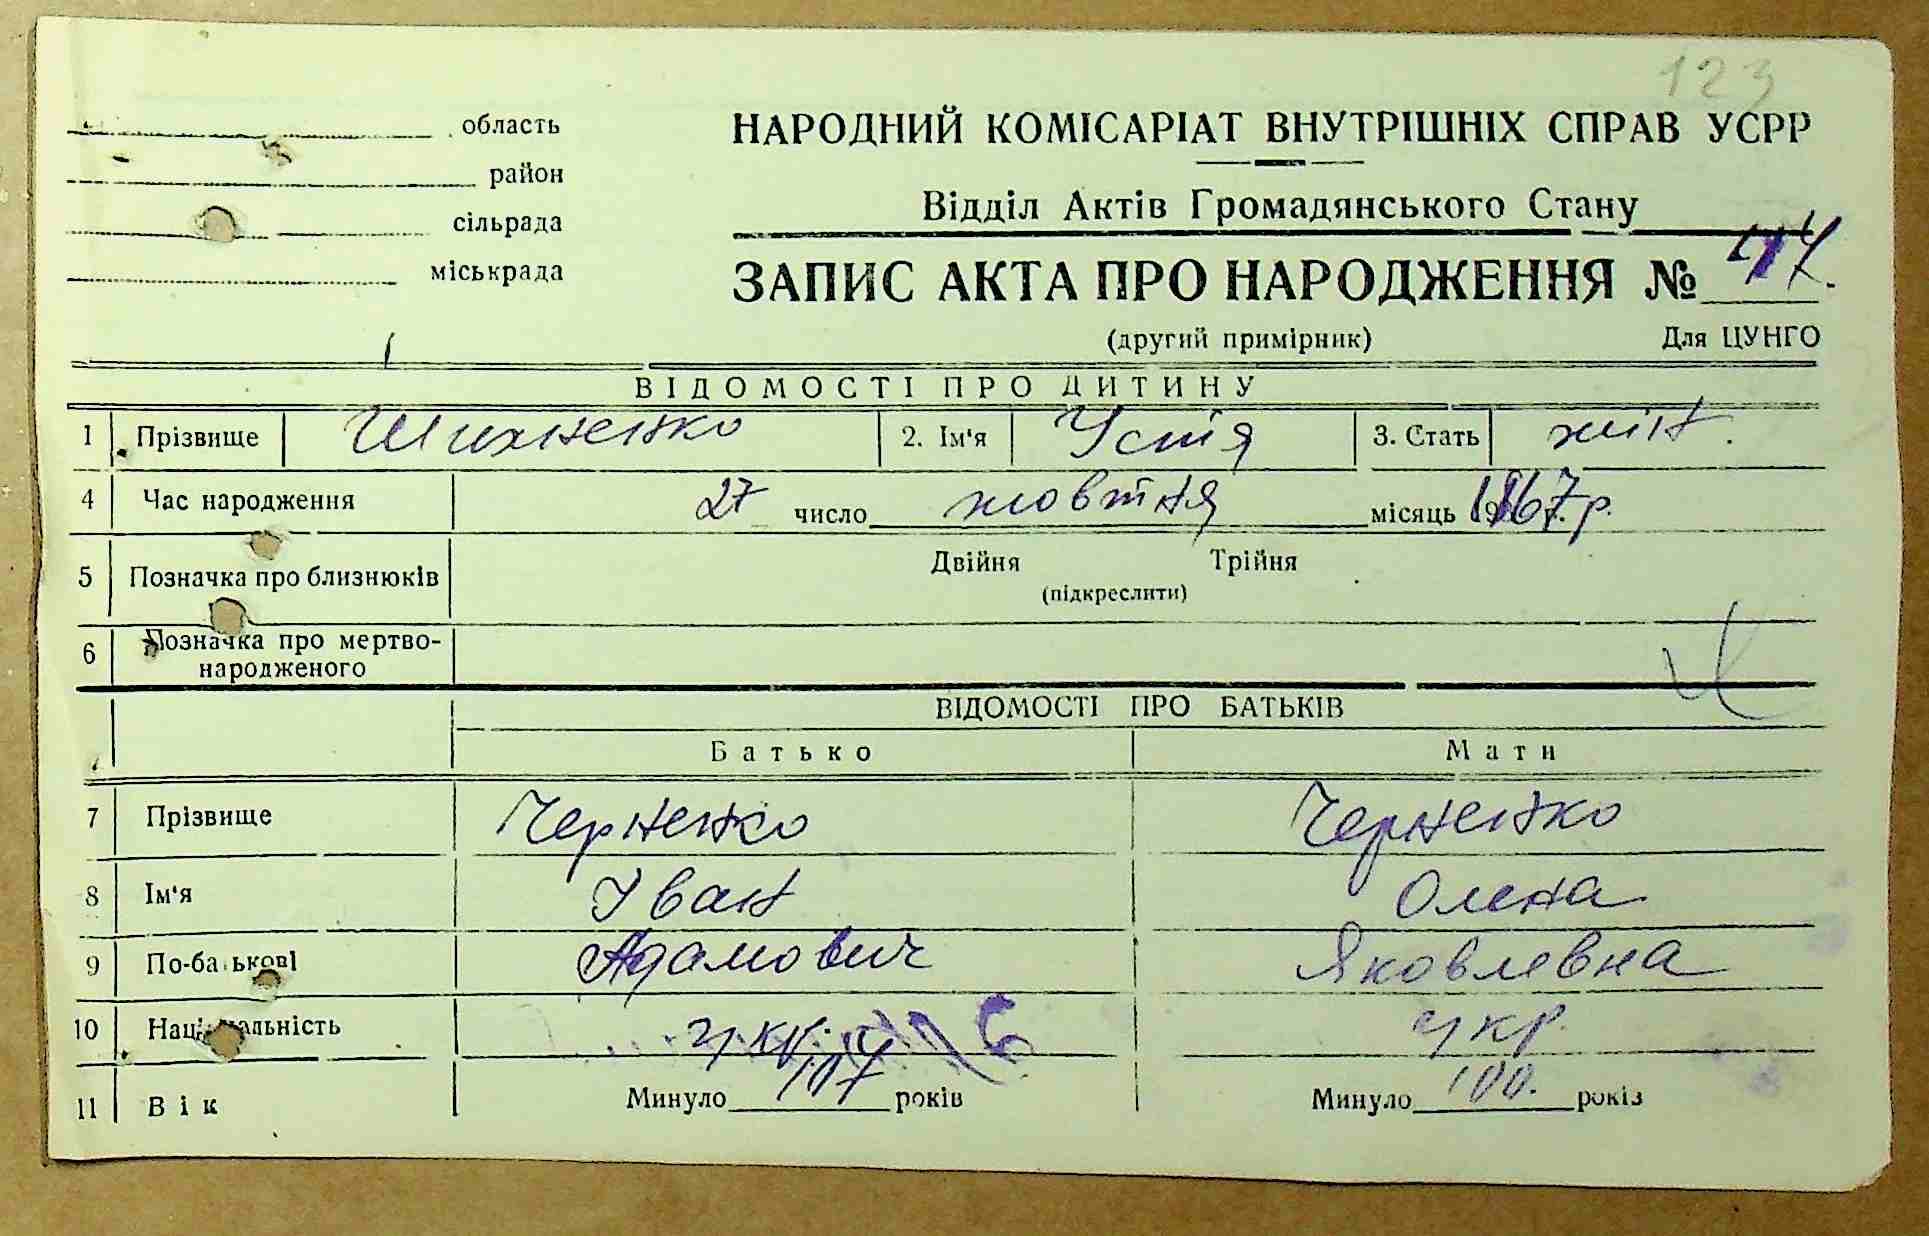 123
область
район
сільрада
міськрада
НАРОДНИЙ КОМІСАРІАТ ВНУТРІШНІХ СПРАВ УСРР
Відділ Актів Громадянського Стану
ЗАПИС АКТА ПРО НАРОДЖЕННЯ №
(другий примірник) Для ЦУНГО
ВІДОМОСТІ ПРО ДИТИНУ
1 Прізвище Шихненко 2. Ім'я Устя 3. Стать жін.
4 Час народження 27 число жовтня місяць 1867 р.
5 Позначка про близнюків Двійня Трійня
(підкреслити)
6 Позначка про мертво-
народженого
ВІДОМОСТІ ПРО БАТЬКІВ
Батько Мати
7 Прізвище Черненко Черненко
8 Ім'я Іван Олена
9 По-батькові Адамович Яковлевна
10 Національність укр. укр.
11 Вік Минуло 107 років Минуло 100. років